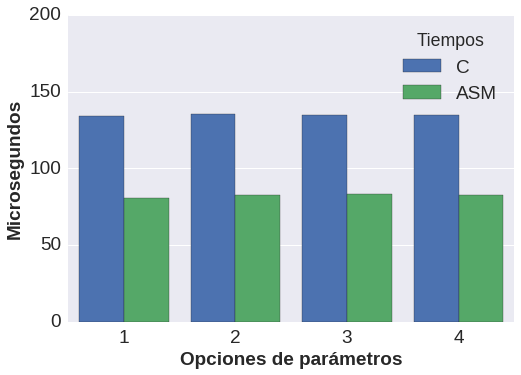 200
150
100
50
0
Microsegundos
Tiempos
C
ASM
1 2 3 4
Opciones de parámetros